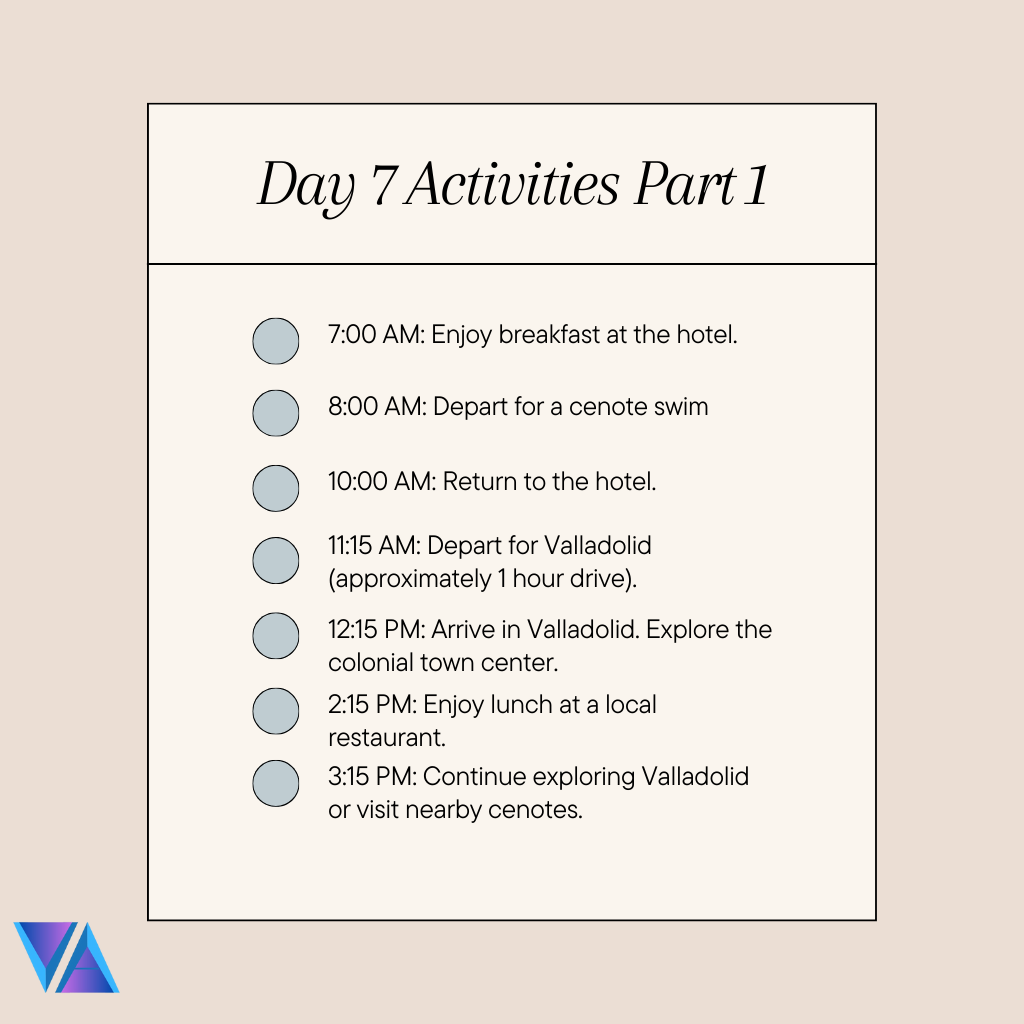 Day 7 Activities Part 1
7:00 AM: Enjoy breakfast at the hotel.
8:00 AM: Depart for a cenote swim
10:00 AM: Return to the hotel.
11:15 AM: Depart for Valladolid
(approximately 1 hour drive).
12:15 PM: Arrive in Valladolid. Explore the
colonial town center.
2:15 PM: Enjoy lunch at a local
restaurant.
3:15 PM: Continue exploring Valladolid
or visit nearby cenotes.
VA